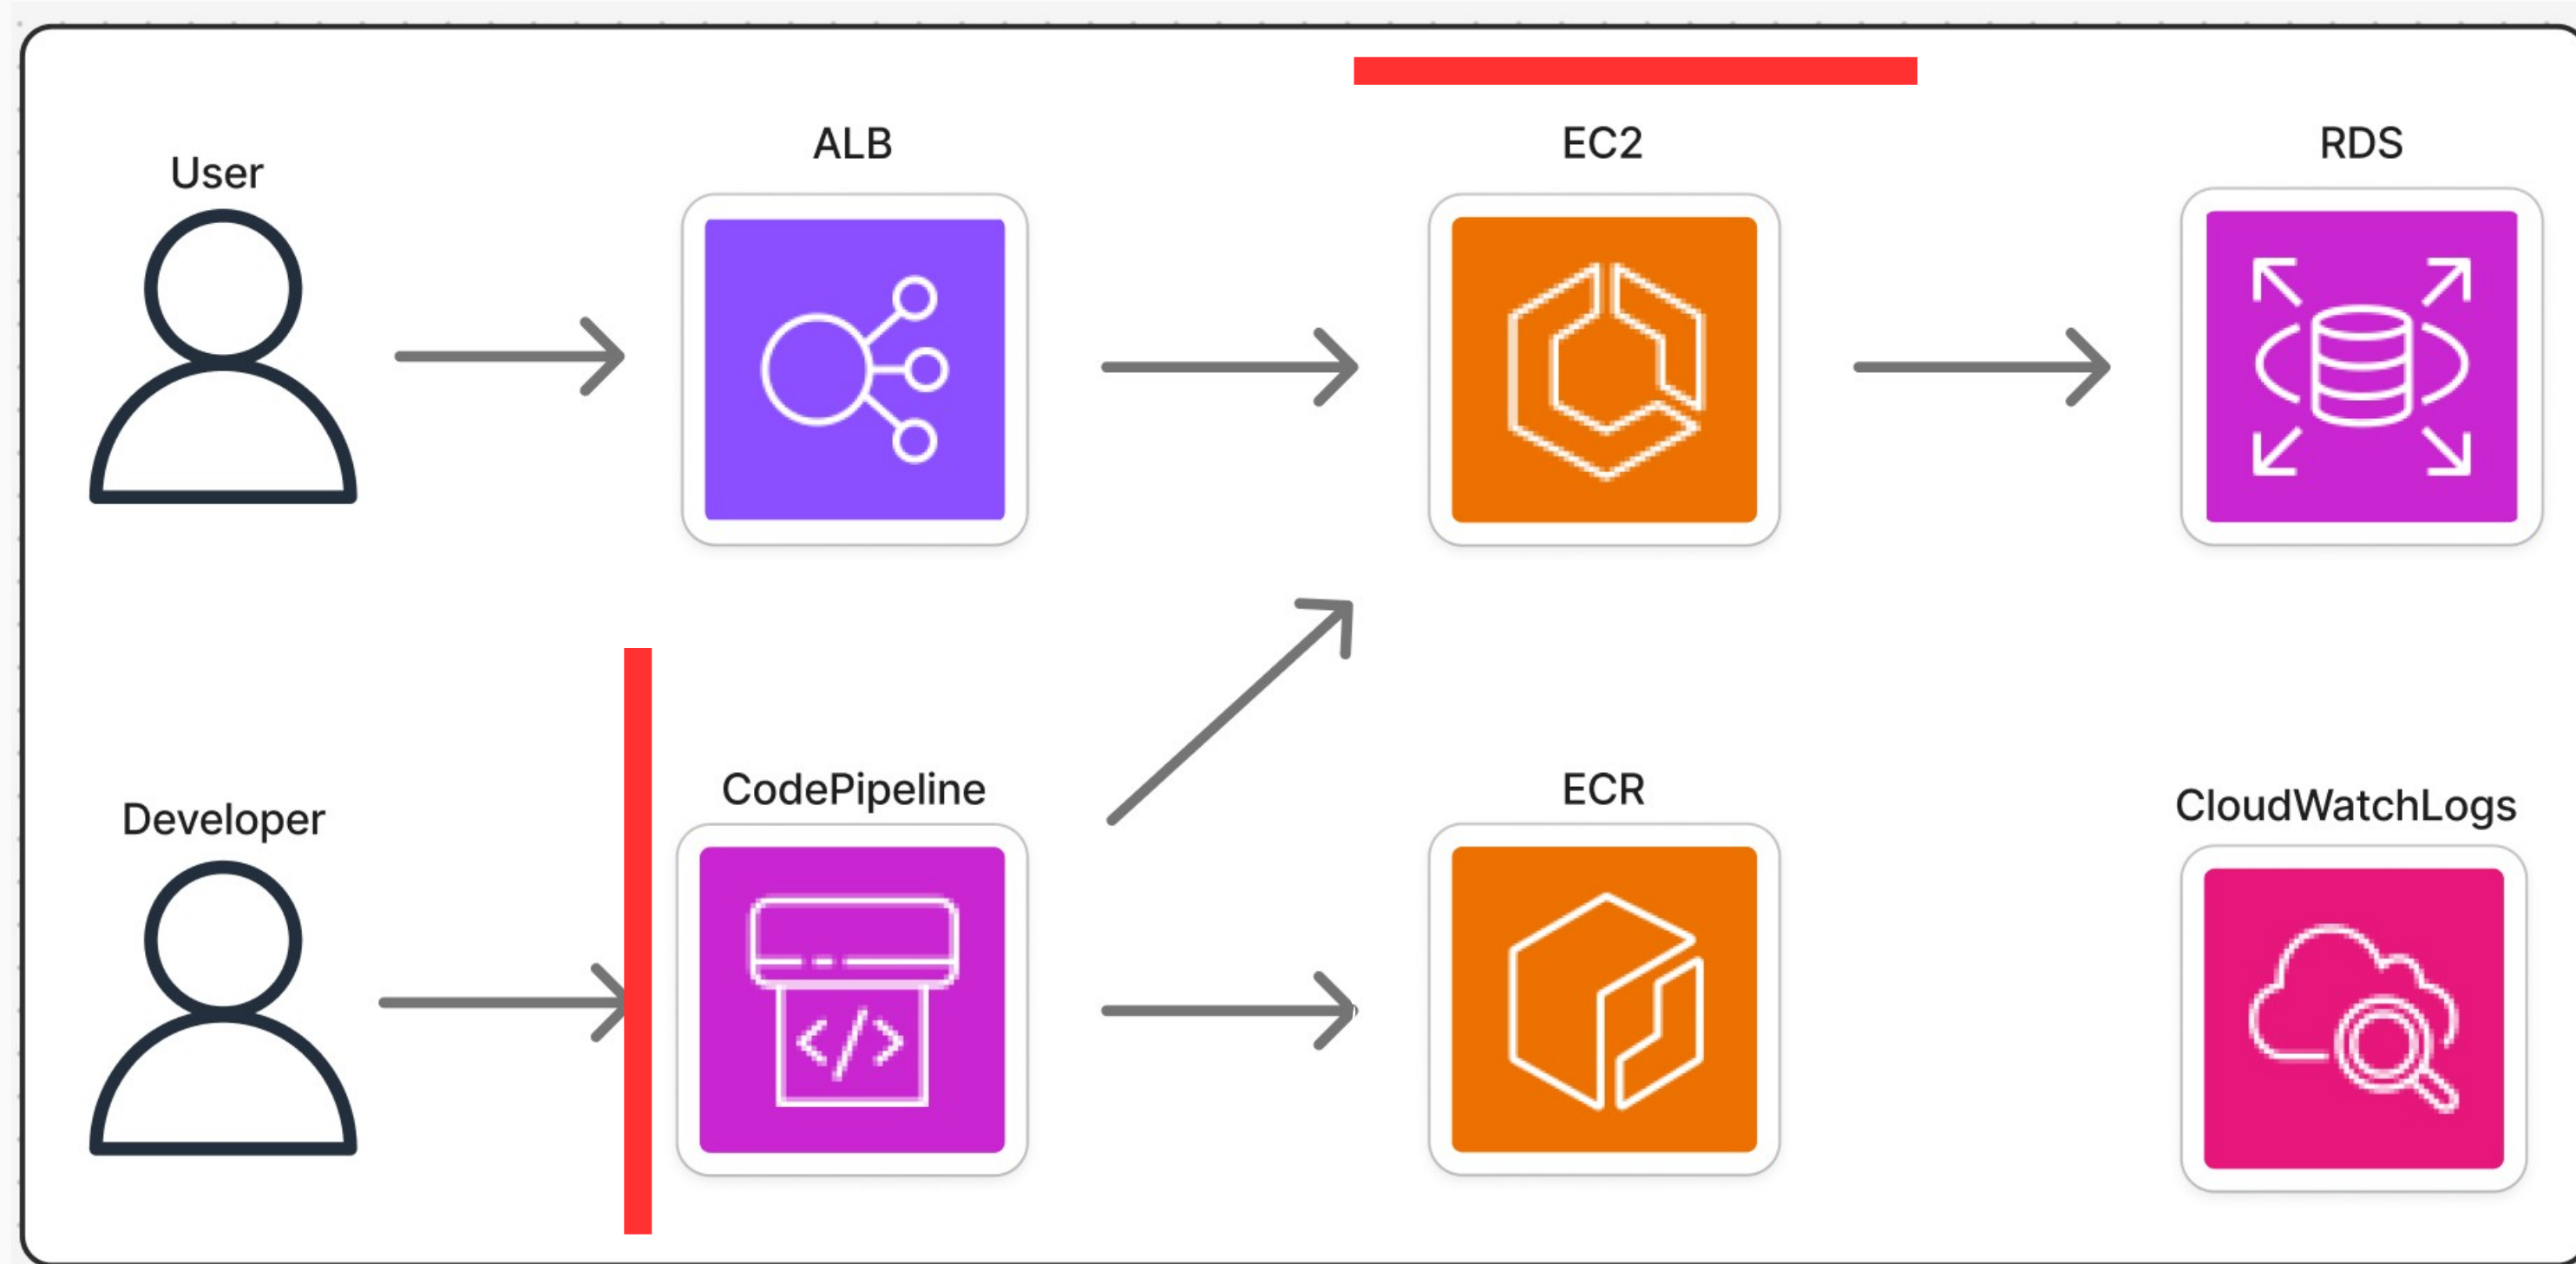 User
ALB
EC2
RDS
Developer
CodePipeline
</>
ECR
CloudWatchLogs